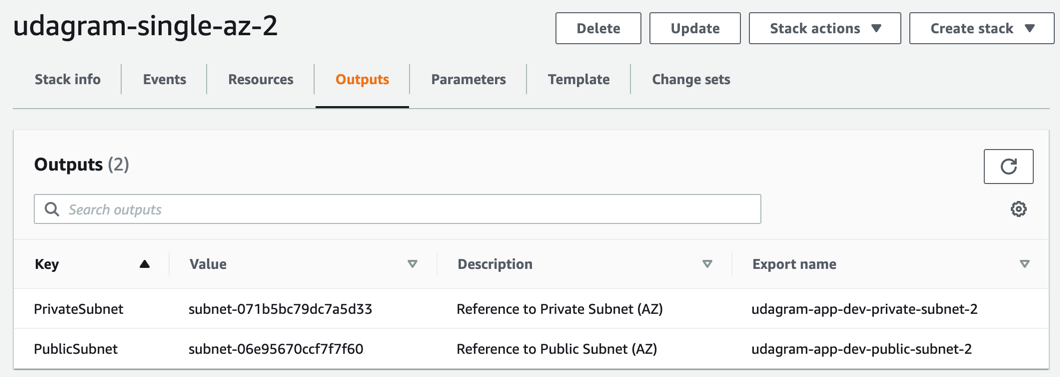 udagram-single-az-2
Delete Update Stack actions Create stack
Stack info Events Resources Outputs Parameters Template Change sets
Outputs (2)
Search outputs
Key Value Description Export name
PrivateSubnet subnet-071b5bc79dc7a5d33 Reference to Private Subnet (AZ) udagram-app-dev-private-subnet-2
PublicSubnet subnet-06e95670ccf7f7f60 Reference to Public Subnet (AZ) udagram-app-dev-public-subnet-2